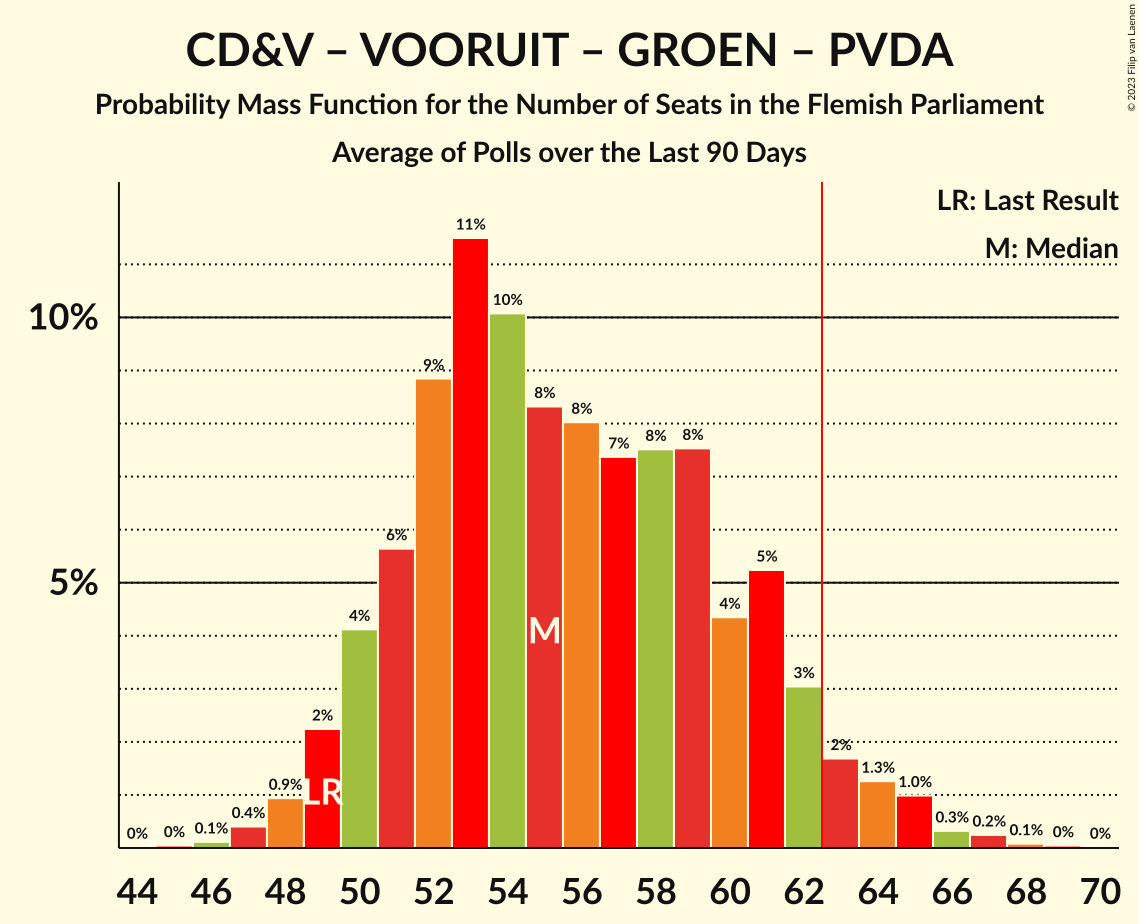 CD&V – VOORUIT – GROEN – PVDA
Probability Mass Function for the Number of Seats in the Flemish Parliament
Average of Polls over the Last 90 Days
© 2023 Filip van Laenen
LR: Last Result
M: Median
10%
5%
0% 0% 0.1% 0.4% 0.9% 2% 4% 6% 9% 11% 10% 8% 8% 7% 8% 8% 4% 5% 3% 2% 1.3% 1.0% 0.3% 0.2% 0.1% 0% 0%
LR
M
44 46 48 50 52 54 56 58 60 62 64 66 68 70